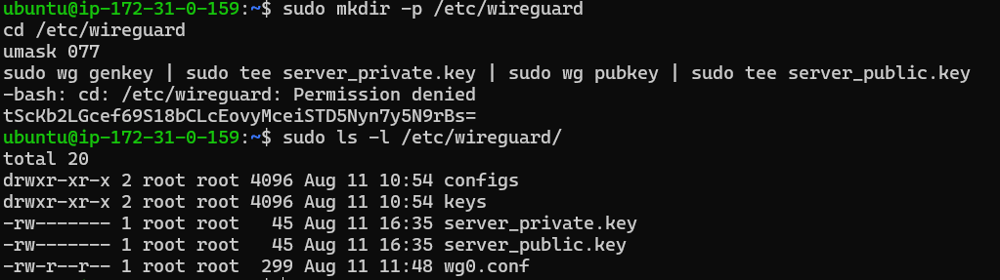 ubuntu@ip-172-31-0-159:~$ sudo mkdir -p /etc/wireguard
cd /etc/wireguard
umask 077
sudo wg genkey | sudo tee server_private.key | sudo wg pubkey | sudo tee server_public.key
-bash: cd: /etc/wireguard: Permission denied
tScKb2LGcef69S18bCLcEovyMceiSTD5Nyn7y5N9rBs=
ubuntu@ip-172-31-0-159:~$ sudo ls -l /etc/wireguard/
total 20
drwxr-xr-x 2 root root 4096 Aug 11 10:54 configs
drwxr-xr-x 2 root root 4096 Aug 11 10:54 keys
-rw------- 1 root root   45 Aug 11 16:35 server_private.key
-rw------- 1 root root   45 Aug 11 16:35 server_public.key
-rw-r--r-- 1 root root  299 Aug 11 11:48 wg0.conf